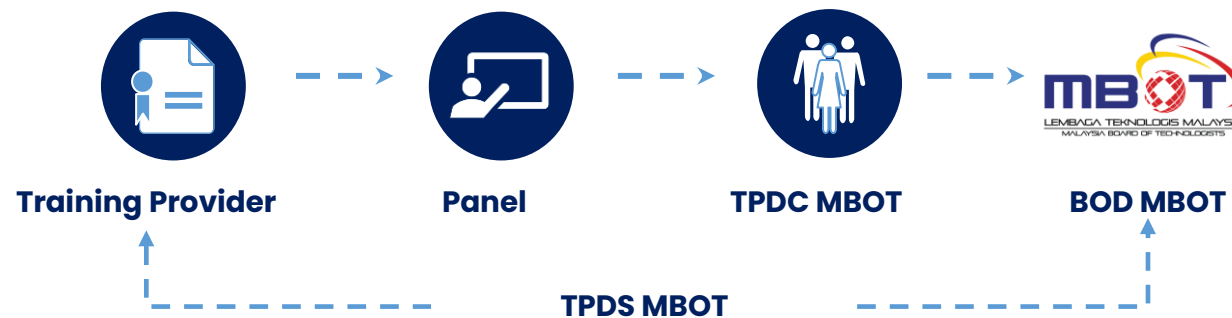 MBOT
LEMBAGA TEKNOLOGIS MALAYS
MALAYSIA BOARD OF TECHNOLOGISTS
Training Provider
Panel
TPDC MBOT
BOD MBOT
TPDS MBOT